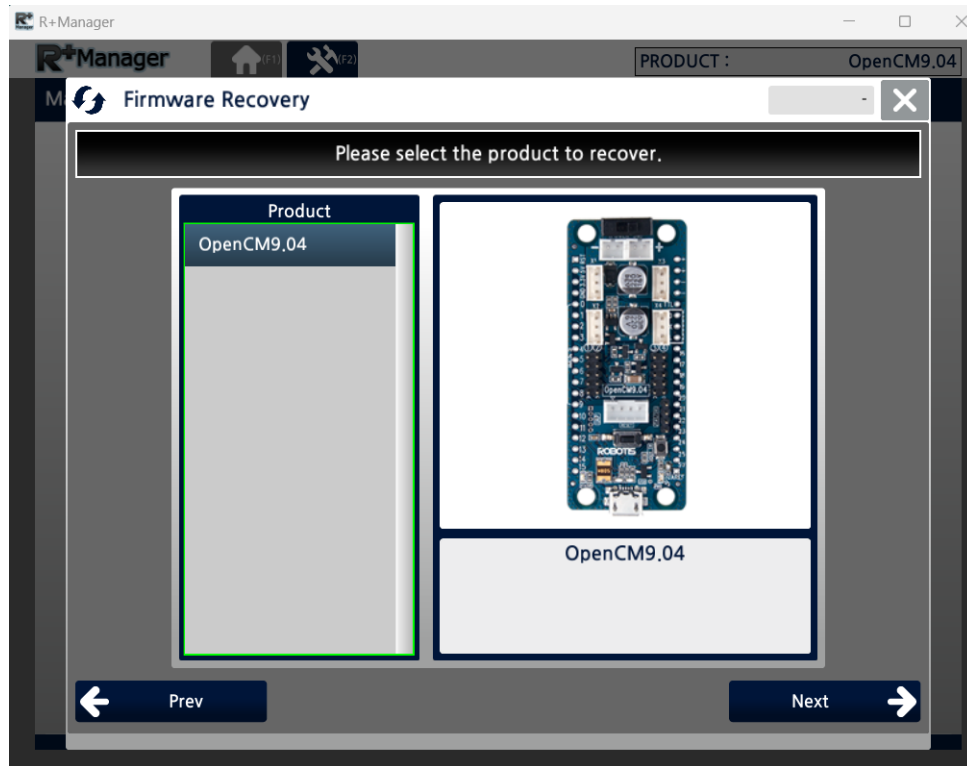 R+Manager
R+Manager
(F1)
(F2)
PRODUCT :
OpenCM9.04
Firmware Recovery
-
Please select the product to recover.
Product
OpenCM9.04
OpenCM9.04
ROBOTIS
OpenCM9.04
Prev
Next